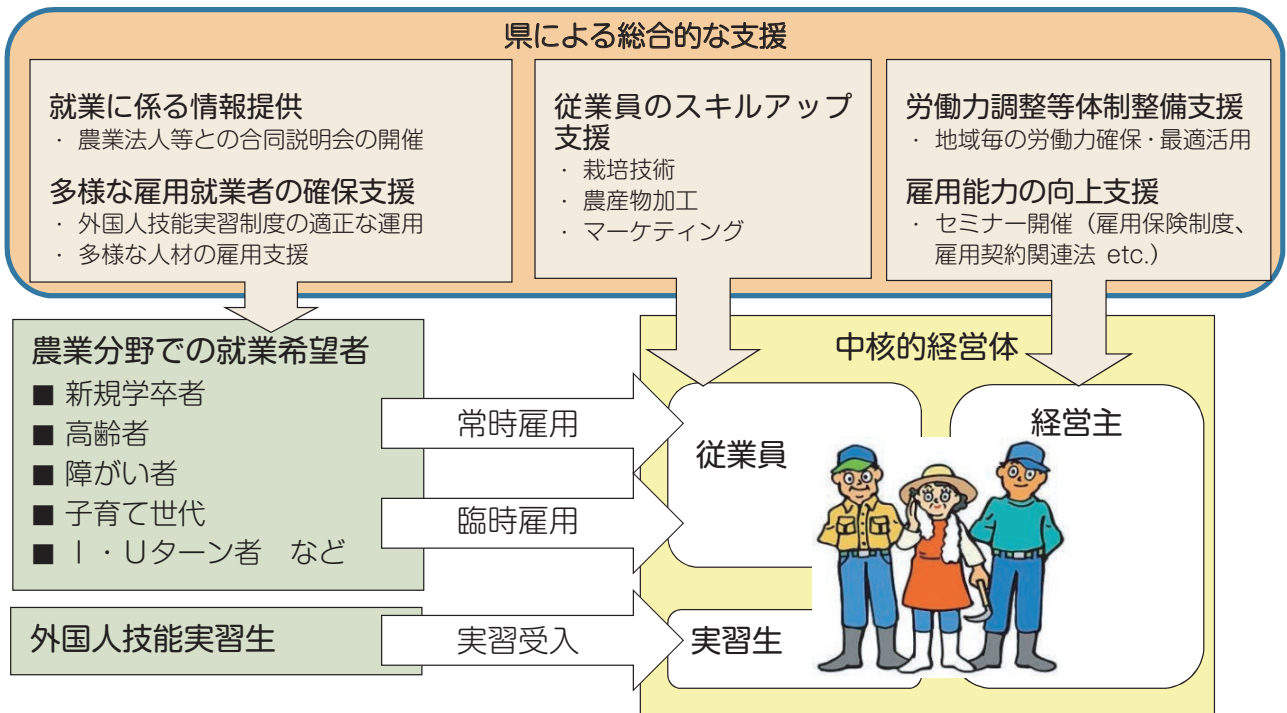 県による総合的な支援
就業に係る情報提供
・ 農業法人等との合同説明会の開催
多様な雇用就業者の確保支援
・ 外国人技能実習制度の適正な運用
・ 多様な人材の雇用支援
従業員のスキルアップ
支援
・ 栽培技術
・ 農産物加工
・ マーケティング
労働力調整等体制整備支援
・ 地域毎の労働力確保・最適活用
雇用能力の向上支援
・ セミナー開催（雇用保険制度、
雇用契約関連法 etc.）
農業分野での就業希望者
■ 新規学卒者
■ 高齢者
■ 障がい者
■ 子育て世代
■ Ｉ・Ｕターン者　など
外国人技能実習生
常時雇用
臨時雇用
実習受入
中核的経営体
従業員
経営主
実習生